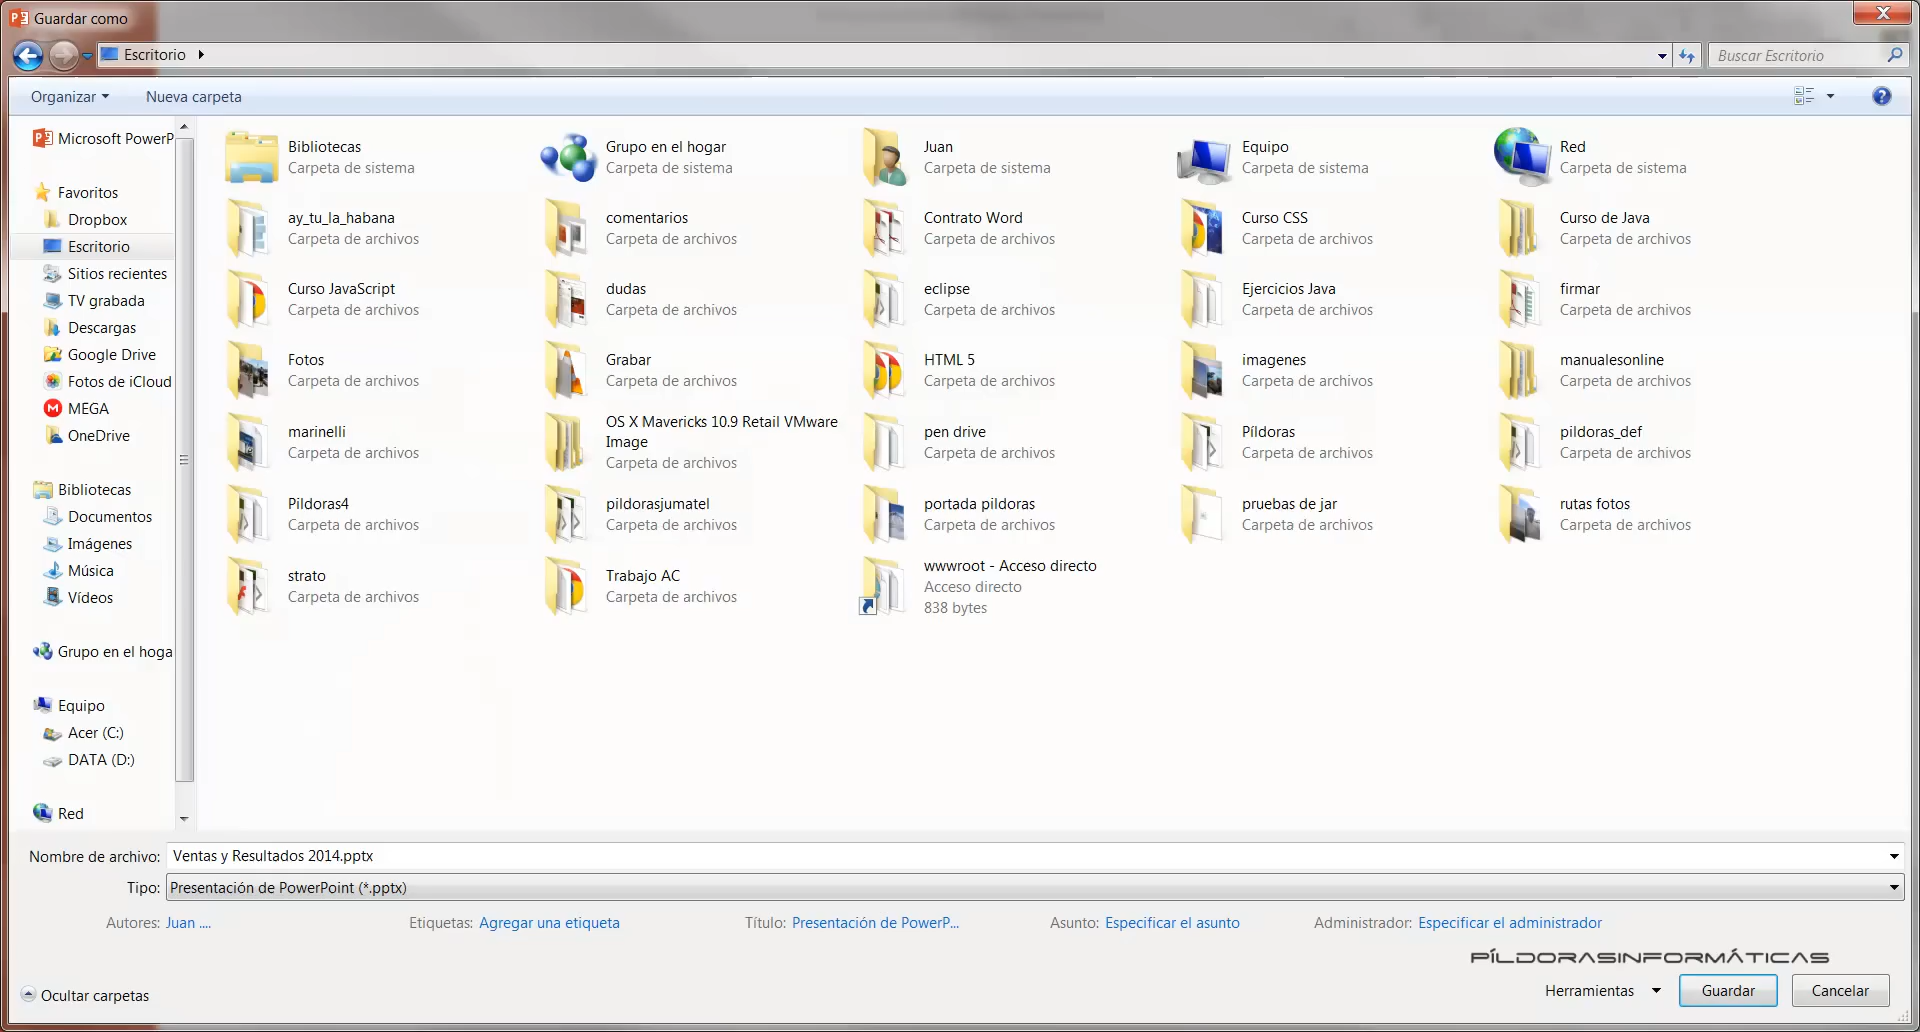 Guardar como
Escritorio
Buscar Escritorio
Organizar
Nueva carpeta
Microsoft PowerP
Favoritos
Dropbox
Escritorio
Sitios recientes
TV grabada
Descargas
Google Drive
Fotos de iCloud
MEGA
OneDrive
Bibliotecas
Documentos
Imágenes
Música
Vídeos
Grupo en el hoga
Equipo
Acer (C:)
DATA (D:)
Red
Bibliotecas
Carpeta de sistema
Grupo en el hogar
Carpeta de sistema
Juan
Carpeta de sistema
Equipo
Carpeta de sistema
Red
Carpeta de sistema
ay_tu_la_habana
Carpeta de archivos
comentarios
Carpeta de archivos
Contrato Word
Carpeta de archivos
Curso CSS
Carpeta de archivos
Curso de Java
Carpeta de archivos
Curso JavaScript
Carpeta de archivos
dudas
Carpeta de archivos
eclipse
Carpeta de archivos
Ejercicios Java
Carpeta de archivos
firmar
Carpeta de archivos
Fotos
Carpeta de archivos
Grabar
Carpeta de archivos
HTML 5
Carpeta de archivos
imagenes
Carpeta de archivos
manualesonline
Carpeta de archivos
marinelli
Carpeta de archivos
OS X Mavericks 10.9 Retail VMware
Image
Carpeta de archivos
pen drive
Carpeta de archivos
Píldoras
Carpeta de archivos
pildoras_def
Carpeta de archivos
Pildoras4
Carpeta de archivos
pildorasjumatel
Carpeta de archivos
portada pildoras
Carpeta de archivos
pruebas de jar
Carpeta de archivos
rutas fotos
Carpeta de archivos
strato
Carpeta de archivos
Trabajo AC
Carpeta de archivos
wwwroot - Acceso directo
Acceso directo
838 bytes
Nombre de archivo: Ventas y Resultados 2014.pptx
Tipo: Presentación de PowerPoint (*.pptx)
Autores: Juan ....
Etiquetas: Agregar una etiqueta
Título: Presentación de PowerP...
Asunto: Especificar el asunto
Administrador: Especificar el administrador
PÍLDORASINFORMÁTICAS
Ocultar carpetas
Herramientas
Guardar
Cancelar